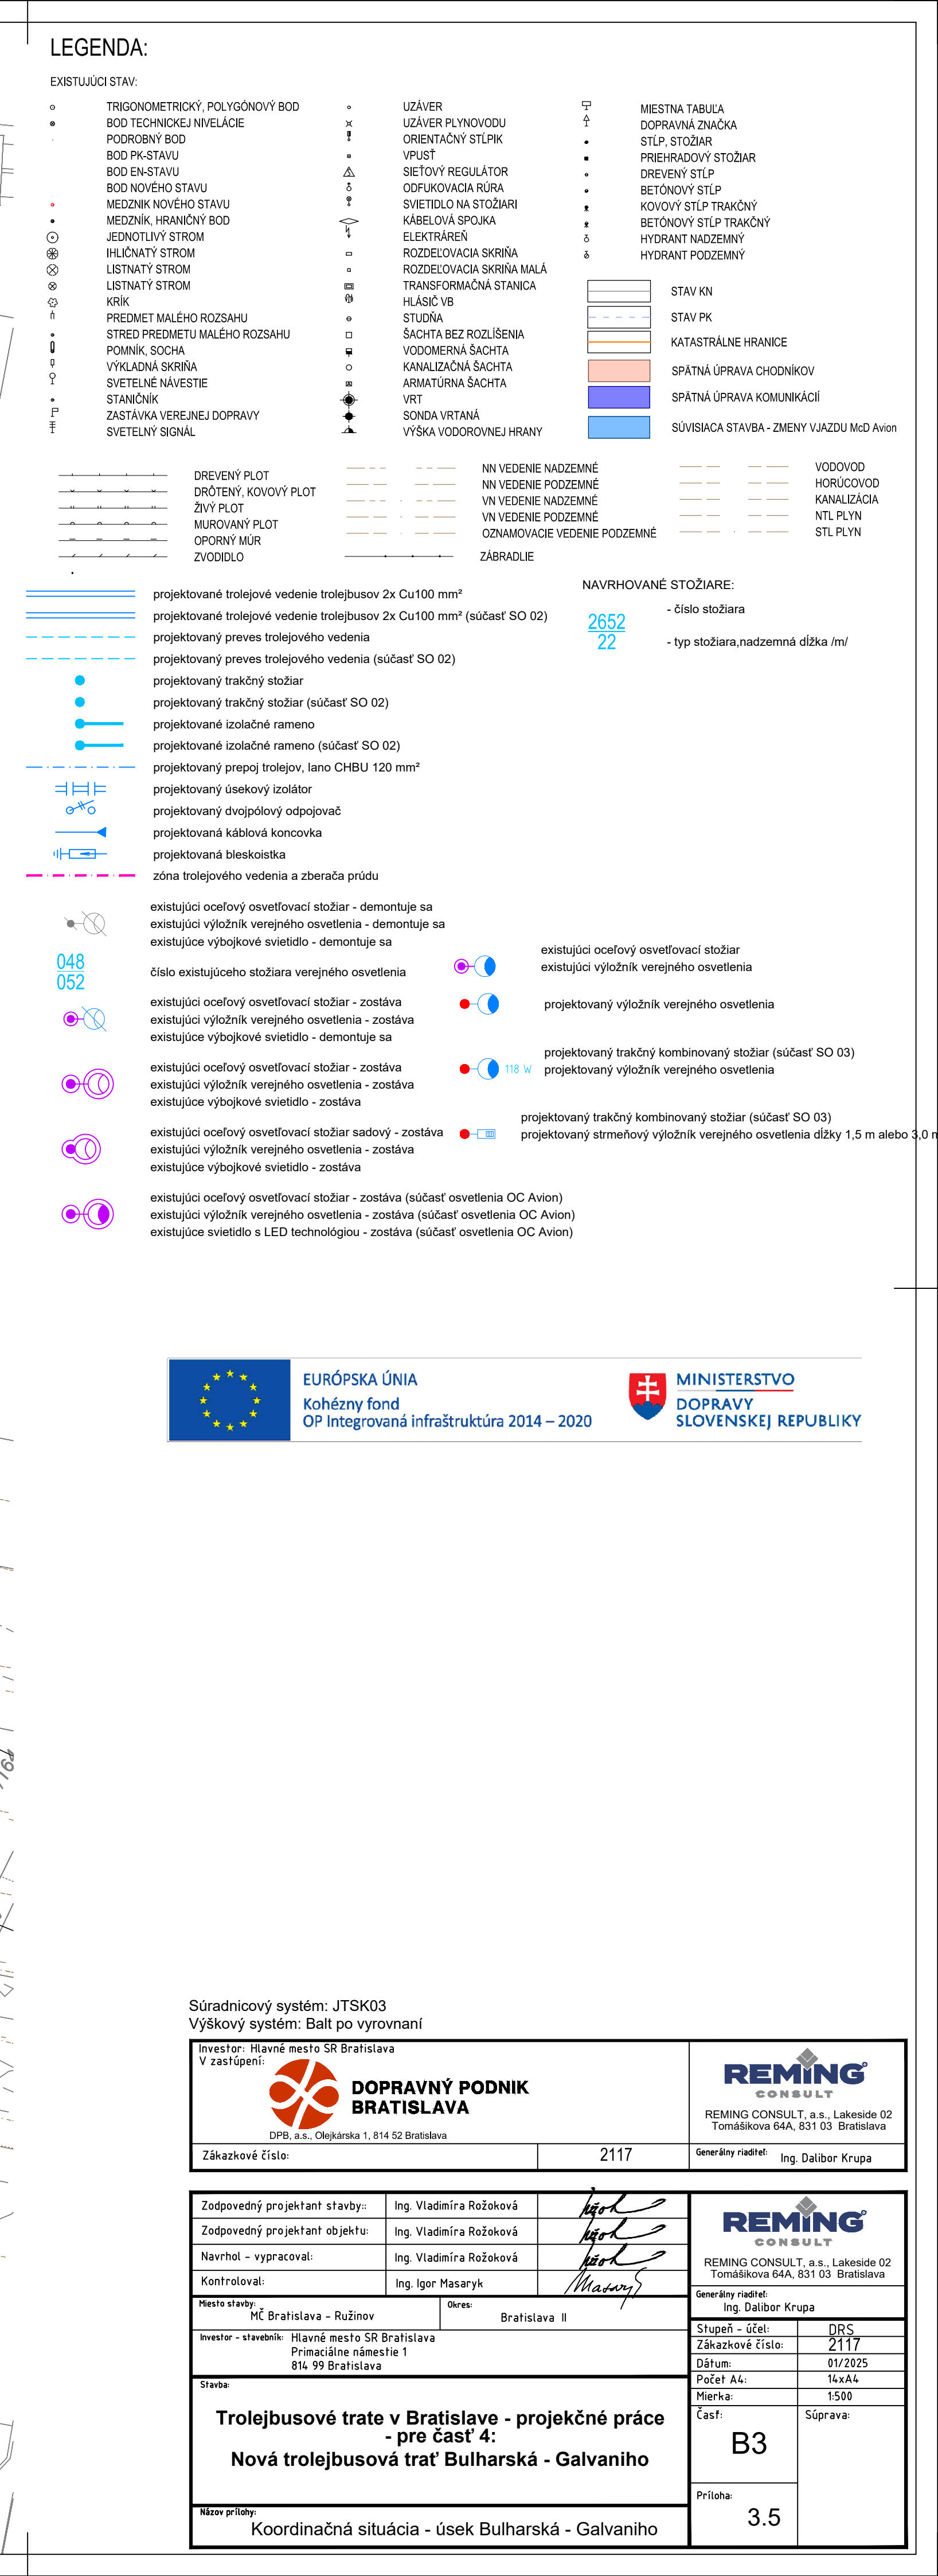 LEGENDA:
EXISTUJÚCI STAV:
TRIGONOMETRICKÝ, POLYGÓNOVÝ BOD
BOD TECHNICKEJ NIVELÁCIE
PODROBNÝ BOD
BOD PK-STAVU
BOD EN-STAVU
BOD NOVÉHO STAVU
MEDZNIK NOVÉHO STAVU
MEDZNÍK, HRANIČNÝ BOD
JEDNOTLIVÝ STROM
IHLIČNATÝ STROM
LISTNATÝ STROM
LISTNATÝ STROM
KRÍK
PREDMET MALÉHO ROZSAHU
STRED PREDMETU MALÉHO ROZSAHU
POMNÍK, SOCHA
VÝKLADNÁ SKRIŇA
SVETELNÉ NÁVESTIE
STANIČNÍK
ZASTÁVKA VEREJNEJ DOPRAVY
SVETELNÝ SIGNÁL
UZÁVER
UZÁVER PLYNOVODU
ORIENTAČNÝ STĹPIK
VPUSŤ
SIEŤOVÝ REGULÁTOR
ODFUKOVACIA RÚRA
SVIETIDLO NA STOŽIARI
KÁBELOVÁ SPOJKA
ELEKTRÁREŇ
ROZDEĽOVACIA SKRIŇA
ROZDEĽOVACIA SKRIŇA MALÁ
TRANSFORMAČNÁ STANICA
HLÁSIČ VB
STUDŇA
ŠACHTA BEZ ROZLÍŠENIA
VODOMERNÁ ŠACHTA
KANALIZAČNÁ ŠACHTA
ARMATÚRNA ŠACHTA
VRT
SONDA VRTANÁ
VÝŠKA VODOROVNEJ HRANY
MIESTNA TABUĽA
DOPRAVNÁ ZNAČKA
STĹP, STOŽIAR
PRIEHRADOVÝ STOŽIAR
DREVENÝ STĹP
BETÓNOVÝ STĹP
KOVOVÝ STĹP TRAKČNÝ
BETÓNOVÝ STĹP TRAKČNÝ
HYDRANT NADZEMNÝ
HYDRANT PODZEMNÝ
STAV KN
STAV PK
KATASTRÁLNE HRANICE
SPÄTNÁ ÚPRAVA CHODNÍKOV
SPÄTNÁ ÚPRAVA KOMUNIKÁCIÍ
SÚVISIACA STAVBA - ZMENY VJAZDU McD Avion
DREVENÝ PLOT
DRÔTENÝ, KOVOVÝ PLOT
ŽIVÝ PLOT
MUROVANÝ PLOT
OPORNÝ MÚR
ZVODIDLO
NN VEDENIE NADZEMNÉ
NN VEDENIE PODZEMNÉ
VN VEDENIE NADZEMNÉ
VN VEDENIE PODZEMNÉ
OZNAMOVACIE VEDENIE PODZEMNÉ
ZÁBRADLIE
VODOVOD
HORÚCOVOD
KANALIZÁCIA
NTL PLYN
STL PLYN
projektované trolejové vedenie trolejbusov 2x Cu100 mm²
projektované trolejové vedenie trolejbusov 2x Cu100 mm² (súčasť SO 02)
projektovaný preves trolejového vedenia
projektovaný preves trolejového vedenia (súčasť SO 02)
projektovaný trakčný stožiar
projektovaný trakčný stožiar (súčasť SO 02)
projektované izolačné rameno
projektované izolačné rameno (súčasť SO 02)
projektovaný prepoj trolejov, lano CHBU 120 mm²
projektovaný úsekový izolátor
projektovaný dvojpólový odpojovač
projektovaná káblová koncovka
projektovaná bleskoistka
zóna trolejového vedenia a zberača prúdu
NAVRHOVANÉ STOŽIARE:
2652
22
- číslo stožiara
- typ stožiara,nadzemná dĺžka /m/
existujúci oceľový osvetľovací stožiar - demontuje sa
existujúci výložník verejného osvetlenia - demontuje sa
existujúce výbojkové svietidlo - demontuje sa
048
052
číslo existujúceho stožiara verejného osvetlenia
existujúci oceľový osvetľovací stožiar - zostáva
existujúci výložník verejného osvetlenia - zostáva
existujúce výbojkové svietidlo - demontuje sa
existujúci oceľový osvetľovací stožiar - zostáva
existujúci výložník verejného osvetlenia - zostáva
existujúce výbojkové svietidlo - zostáva
existujúci oceľový osvetľovací stožiar sadový - zostáva
existujúci výložník verejného osvetlenia - zostáva
existujúce výbojkové svietidlo - zostáva
existujúci oceľový osvetľovací stožiar - zostáva (súčasť osvetlenia OC Avion)
existujúci výložník verejného osvetlenia - zostáva (súčasť osvetlenia OC Avion)
existujúce svietidlo s LED technológiou - zostáva (súčasť osvetlenia OC Avion)
existujúci oceľový osvetľovací stožiar
existujúci výložník verejného osvetlenia
projektovaný výložník verejného osvetlenia
118 W
projektovaný trakčný kombinovaný stožiar (súčasť SO 03)
projektovaný výložník verejného osvetlenia
projektovaný trakčný kombinovaný stožiar (súčasť SO 03)
projektovaný strmeňový výložník verejného osvetlenia dĺžky 1,5 m alebo 3,0 m
EURÓPSKA ÚNIA
Kohézny fond
OP Integrovaná infraštruktúra 2014 – 2020
MINISTERSTVO
DOPRAVY
SLOVENSKEJ REPUBLIKY
Súradnicový systém: JTSK03
Výškový systém: Balt po vyrovnaní
Investor: Hlavné mesto SR Bratislava
V zastúpení:
DOPRAVNÝ PODNIK
BRATISLAVA
DPB, a.s., Olejkárska 1, 814 52 Bratislava
REMING
CONSULT
REMING CONSULT, a.s., Lakeside 02
Tomášikova 64A, 831 03 Bratislava
Zákazkové číslo: 2117
Generálny riaditeľ: Ing. Dalibor Krupa
Zodpovedný projektant stavby:: Ing. Vladimíra Rožoková
Zodpovedný projektant objektu: Ing. Vladimíra Rožoková
Navrhol - vypracoval: Ing. Vladimíra Rožoková
Kontroloval: Ing. Igor Masaryk
REMING
CONSULT
REMING CONSULT, a.s., Lakeside 02
Tomášikova 64A, 831 03 Bratislava
Generálny riaditeľ:
Ing. Dalibor Krupa
Miesto stavby:
MČ Bratislava - Ružinov
Okres:
Bratislava II
Investor - stavebník: Hlavné mesto SR Bratislava
Primaciálne námestie 1
814 99 Bratislava
Stupeň - účel: DRS
Zákazkové číslo: 2117
Dátum: 01/2025
Počet A4: 14xA4
Mierka: 1:500
Stavba:
Trolejbusové trate v Bratislave - projekčné práce
- pre časť 4:
Nová trolejbusová trať Bulharská - Galvaniho
Časť:
B3
Súprava:
Príloha:
3.5
Názov prílohy:
Koordinačná situácia - úsek Bulharská - Galvaniho